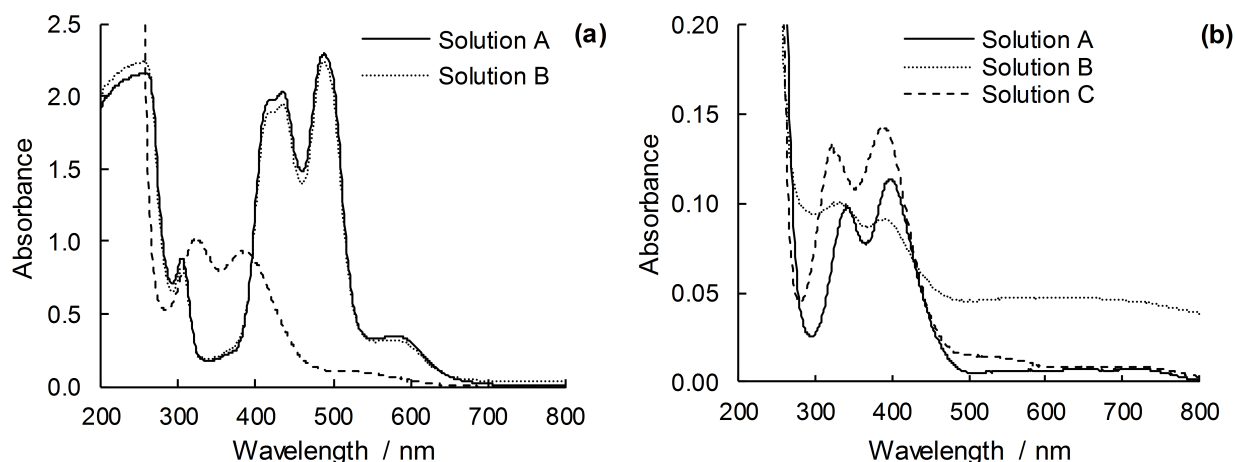 (a)
Solution A
Solution B
2.5
2.0
1.5
1.0
0.5
0.0
Absorbance
200 300 400 500 600 700 800
Wavelength / nm
(b)
Solution A
Solution B
Solution C
0.20
0.15
0.10
0.05
0.00
Absorbance
200 300 400 500 600 700 800
Wavelength / nm